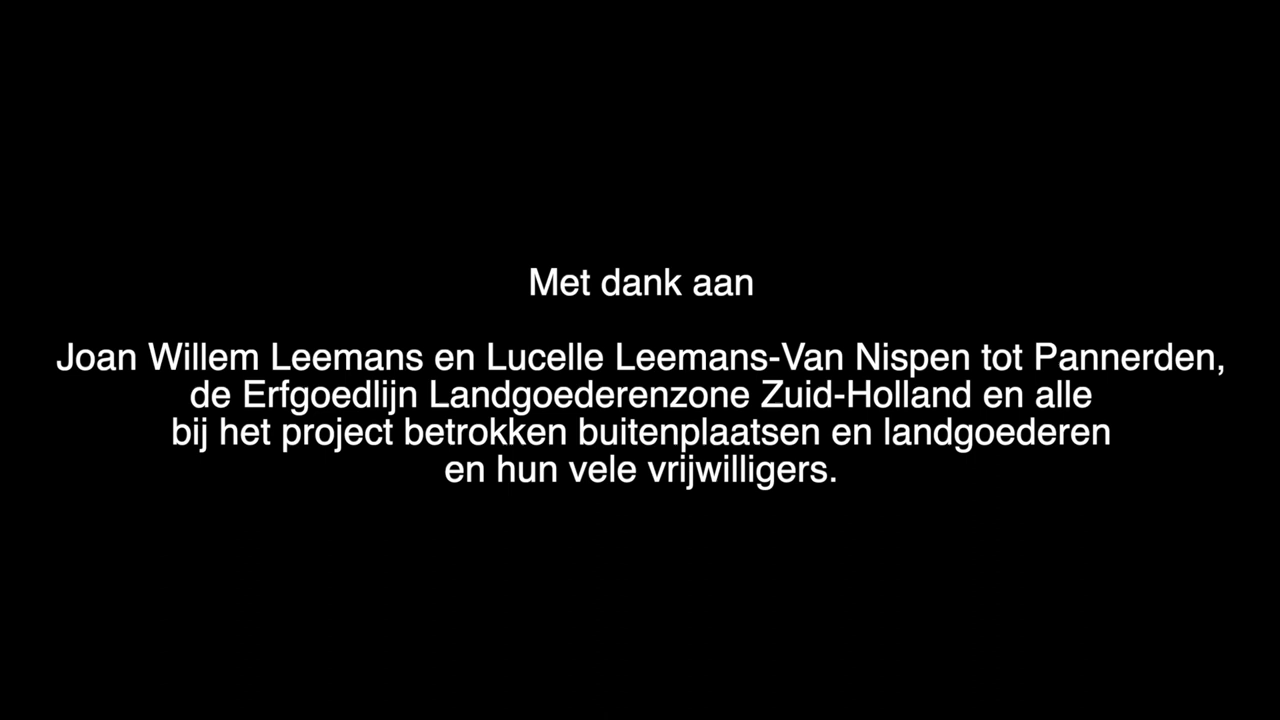 Met dank aan
Joan Willem Leemans en Lucelle Leemans-Van Nispen tot Pannerden,
de Erfgoedlijn Landgoederenzone Zuid-Holland en alle
bij het project betrokken buitenplaatsen en landgoederen
en hun vele vrijwilligers.